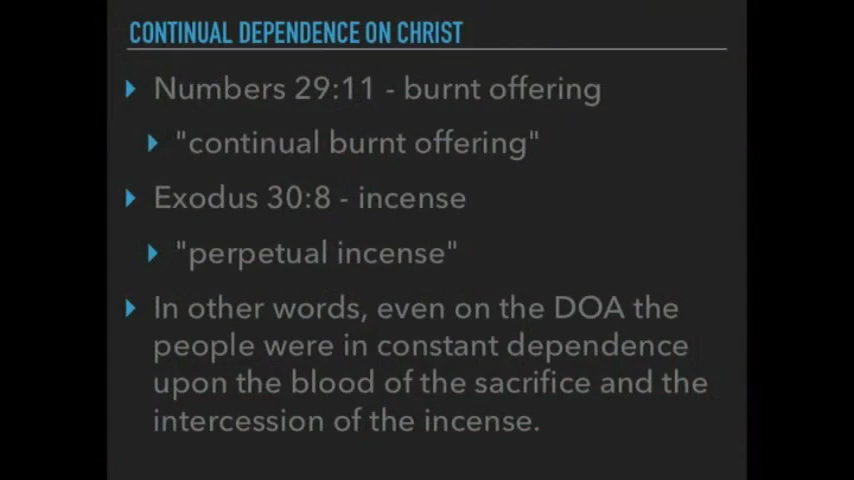 CONTINUAL DEPENDENCE ON CHRIST
Numbers 29:11 - burnt offering
"continual burnt offering"
Exodus 30:8 - incense
"perpetual incense"
In other words, even on the DOA the
people were in constant dependence
upon the blood of the sacrifice and the
intercession of the incense.